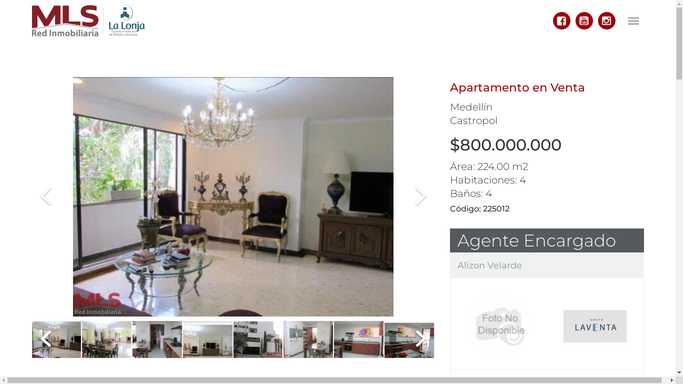 MLS
Red Inmobiliaria
La Lonja
Apartamento en Venta
Medellín
Castropol
$800.000.000
Área: 224.00 m2
Habitaciones: 4
Baños: 4
Código: 225012
Agente Encargado
Alizon Velarde
MLS
Red Inmobiliaria
Foto No
Disponible
LAVENTA